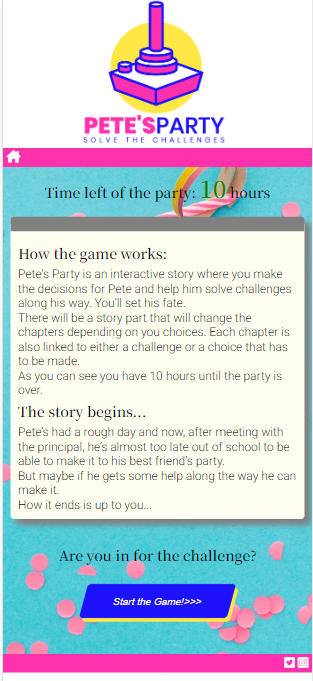 PETE'SPARTY
SOLVE THE CHALLENGES
Time left of the party: 10 hours
How the game works:
Pete's Party is an interactive story where you make
the decisions for Pete and help him solve challenges
along his way. You'll set his fate.
There will be a story part that will change the
chapters depending on you choices. Each chapter is
also linked to either a challenge or a choice that has
to be made.
As you can see you have 10 hours until the party is
over.
The story begins...
Pete's had a rough day and now, after meeting with
the principal, he's almost too late out of school to be
able to make it to his best friend's party.
But maybe if he gets some help along the way he can
make it.
How it ends is up to you...
Are you in for the challenge?
Start the Game!>>>